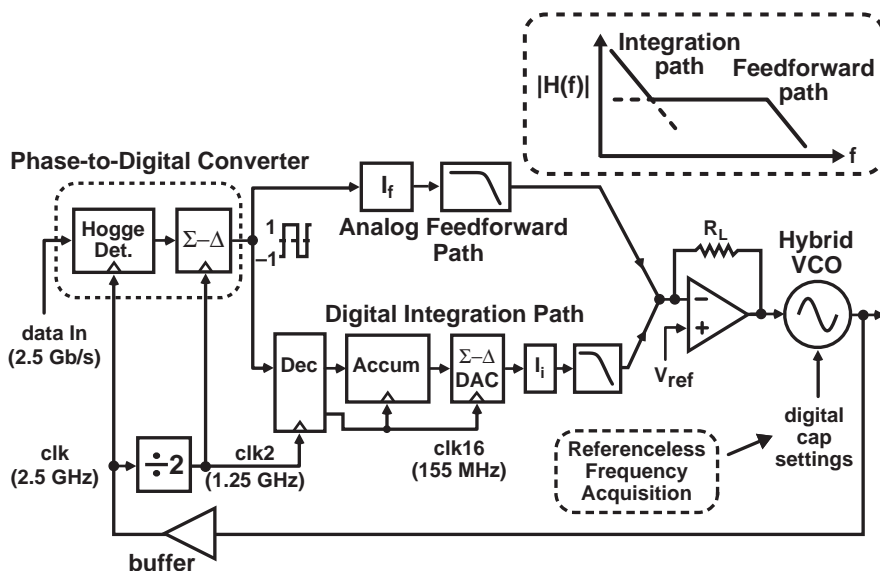 Integration
path
Feedforward
path
|H(f)|
f
Phase-to-Digital Converter
Hogge
Det.
Σ−Δ
1
−1
I_f
Analog Feedforward
Path
R_L
Hybrid
VCO
data In
(2.5 Gb/s)
Digital Integration Path
Dec
Accum
Σ−Δ
DAC
I_i
−
+
V_ref
clk
(2.5 GHz)
÷2
clk2
(1.25 GHz)
clk16
(155 MHz)
Referenceless
Frequency
Acquisition
digital
cap
settings
buffer